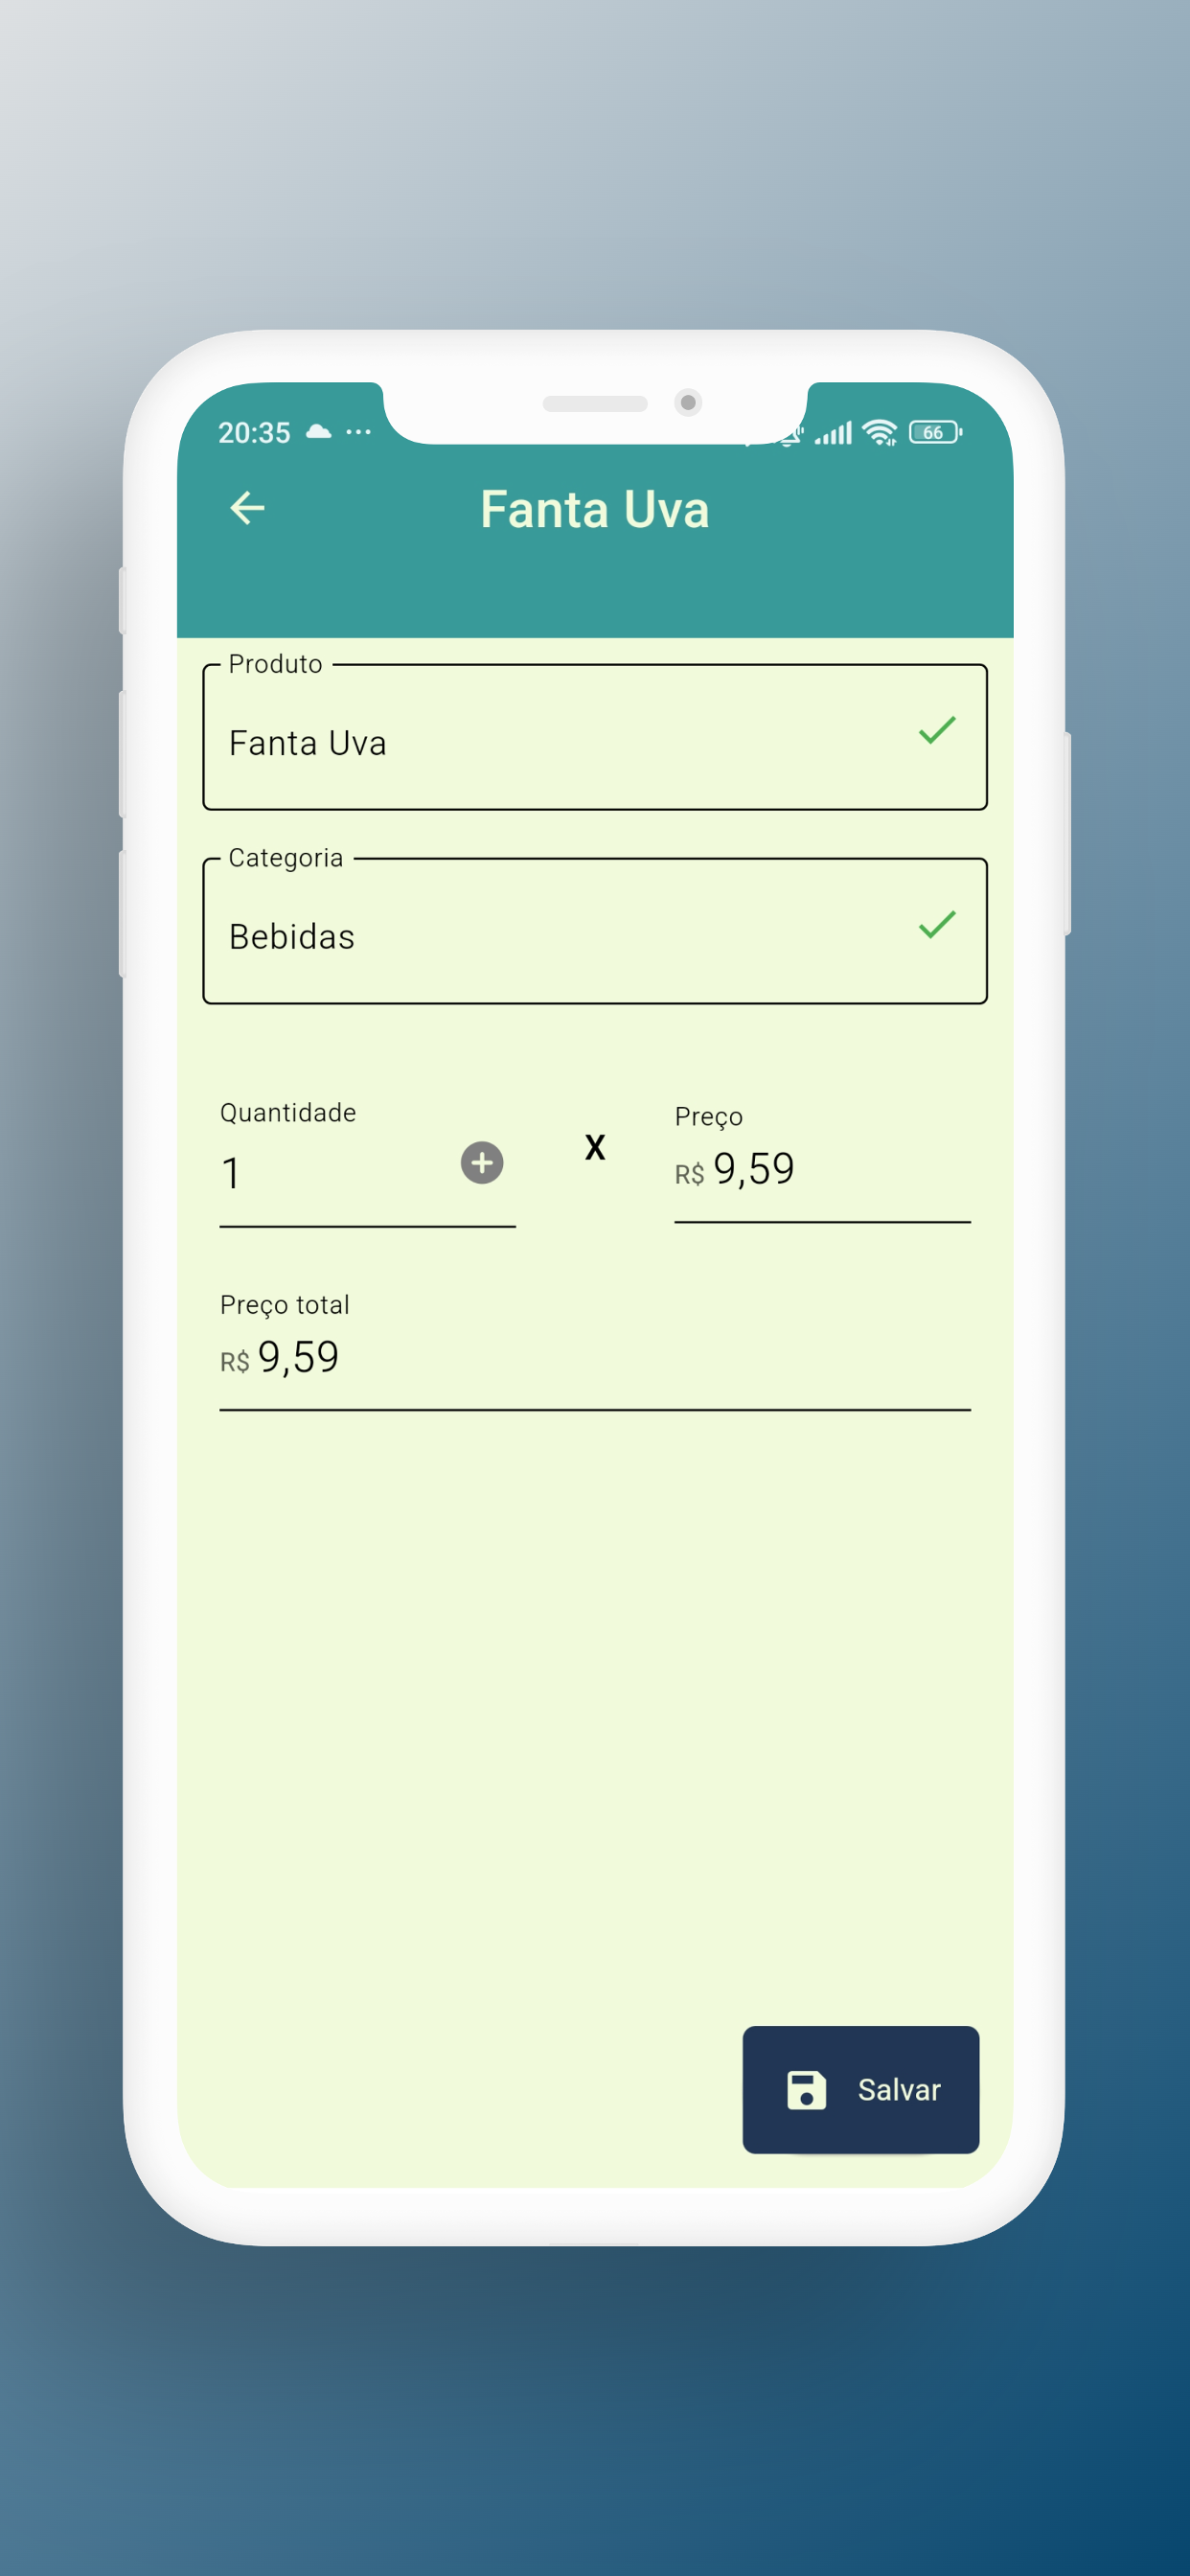 20:35 66
Fanta Uva
Produto
Fanta Uva
Categoria
Bebidas
Quantidade
1
X
Preço
R$ 9,59
Preço total
R$ 9,59
Salvar